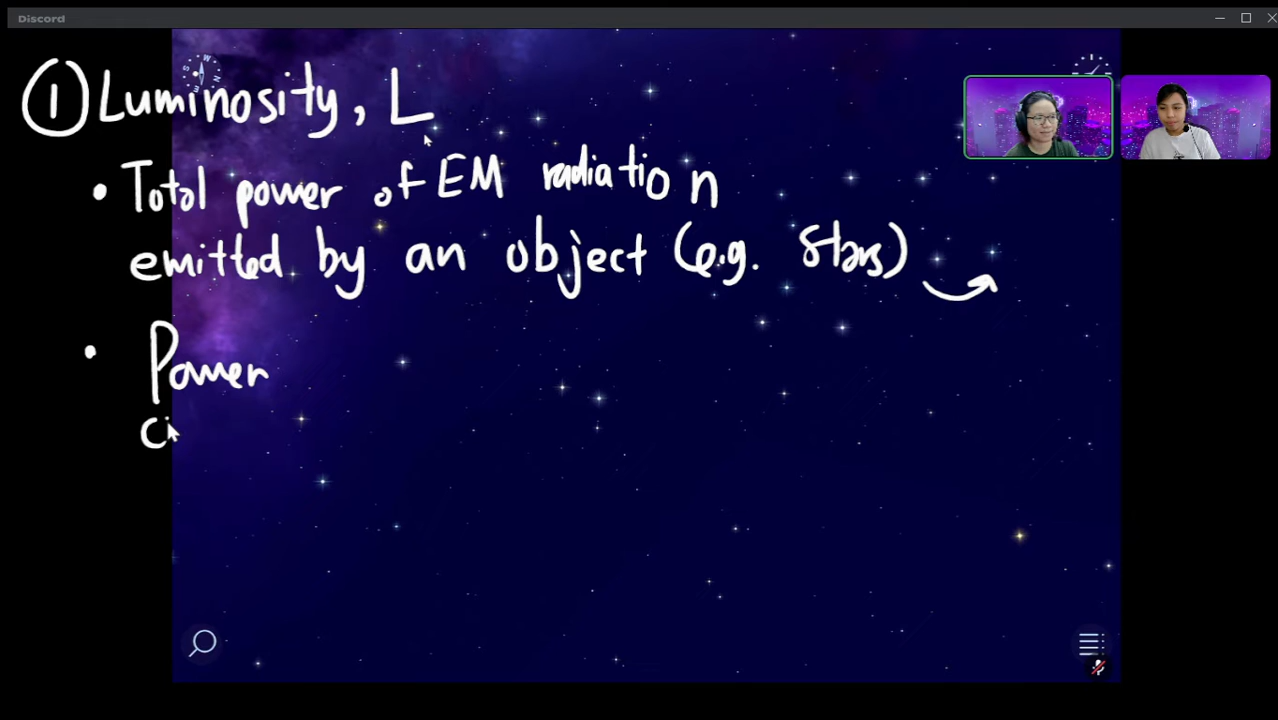 Discord
① Luminosity, L
• Total power of EM radiation
emitted by an object (e.g. Stars)
• Power